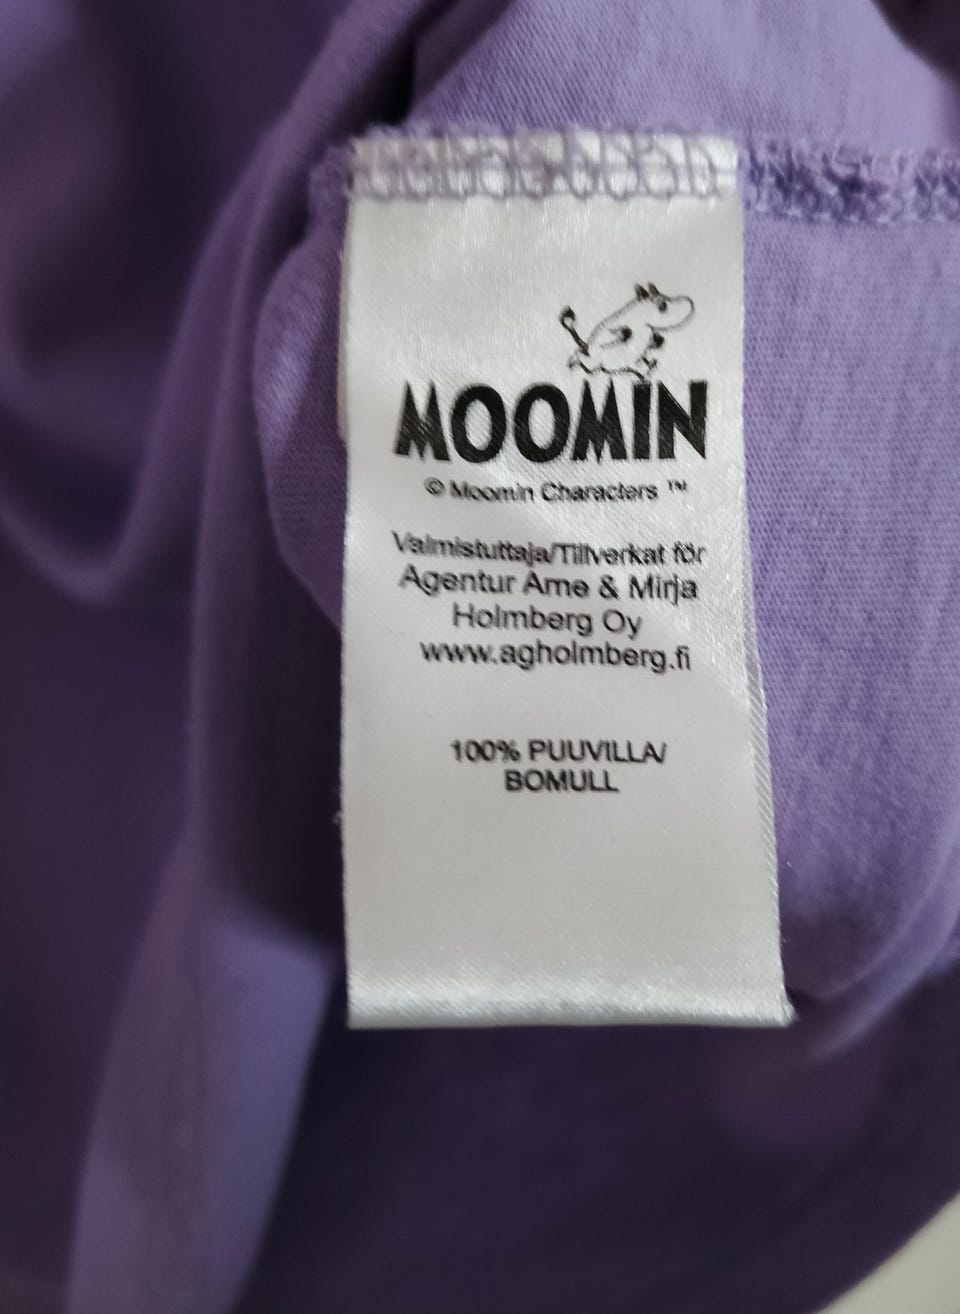 MOOMIN
© Moomin Characters ™
Valmistuttaja/Tillverkat för
Agentur Arne & Mirja
Holmberg Oy
www.agholmberg.fi
100% PUUVILLA/
BOMULL